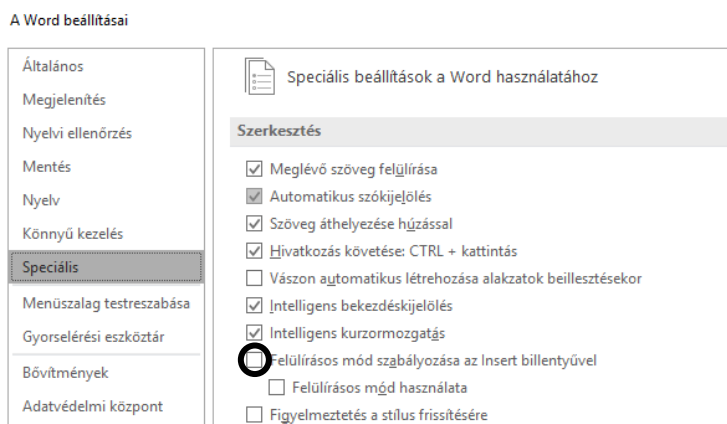 A Word beállításai
Általános
Megjelenítés
Nyelvi ellenőrzés
Mentés
Nyelv
Könnyű kezelés
Speciális
Menüszalag testreszabása
Gyorselérési eszköztár
Bővítmények
Adatvédelmi központ
Speciális beállítások a Word használatához
Szerkesztés
Meglévő szöveg felülírása
Automatikus szókijelölés
Szöveg áthelyezése húzással
Hivatkozás követése: CTRL + kattintás
Vászon automatikus létrehozása alakzatok beillesztésekor
Intelligens bekezdéskijelölés
Intelligens kurzormozgatás
Felülírásos mód szabályozása az Insert billentyűvel
Felülírásos mód használata
Figyelmeztetés a stílus frissítésére